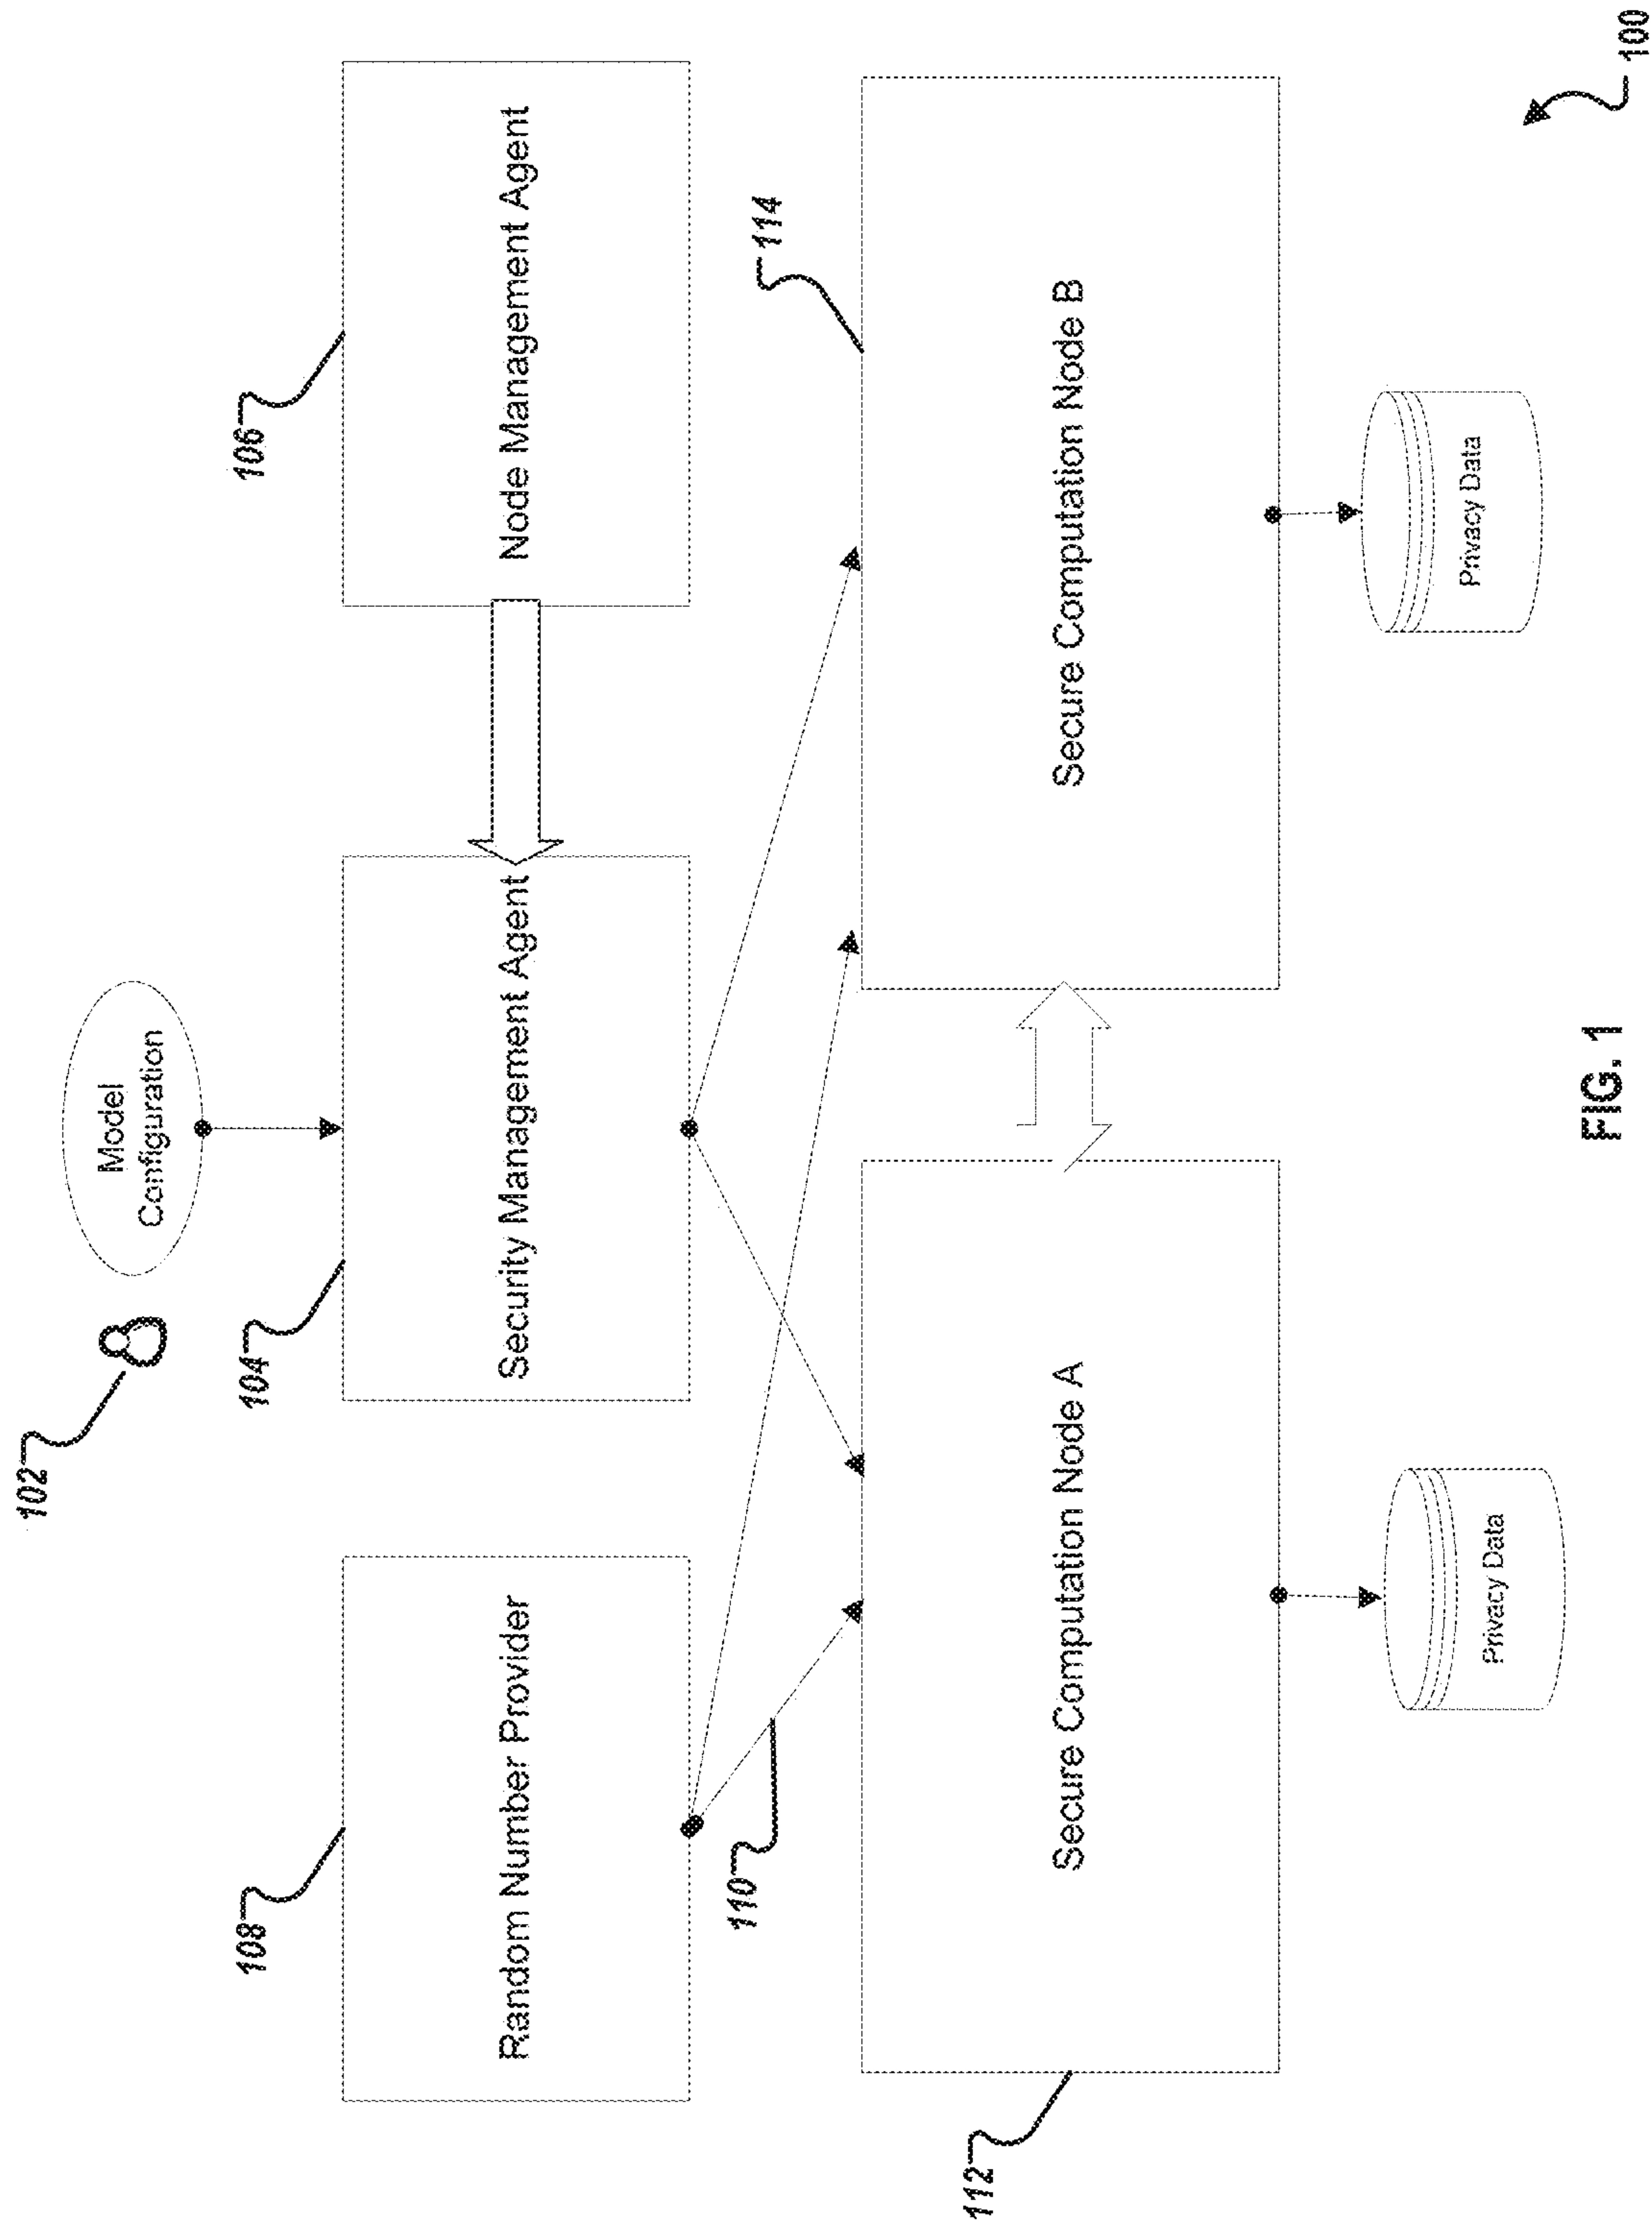 102
Model
Configuration
108
104
106
Random Number Provider
Security Management Agent
Node Management Agent
110
114
112
Secure Computation Node A
Secure Computation Node B
Privacy Data
Privacy Data
FIG. 1
100